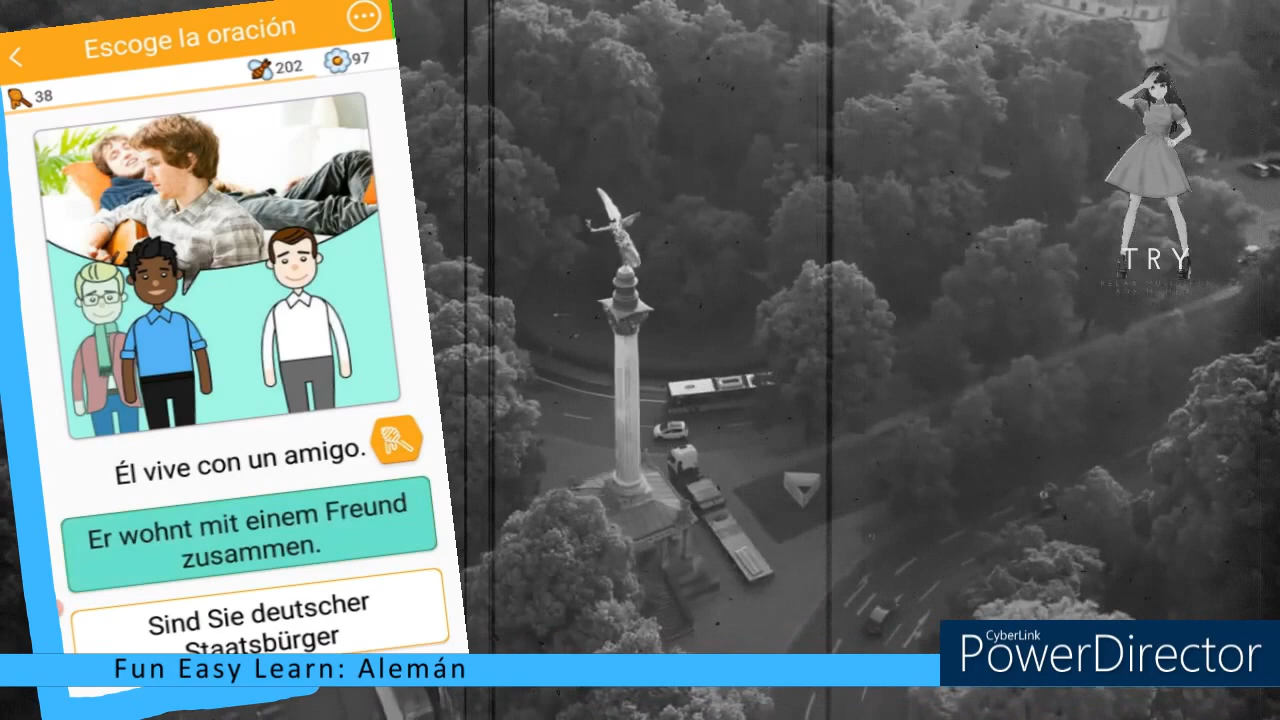 Escoge la oración
202
97
38
Él vive con un amigo.
Er wohnt mit einem Freund
zusammen.
Sind Sie deutscher
Staatsbürger
Fun Easy Learn: Alemán
TRY
CyberLink
PowerDirector